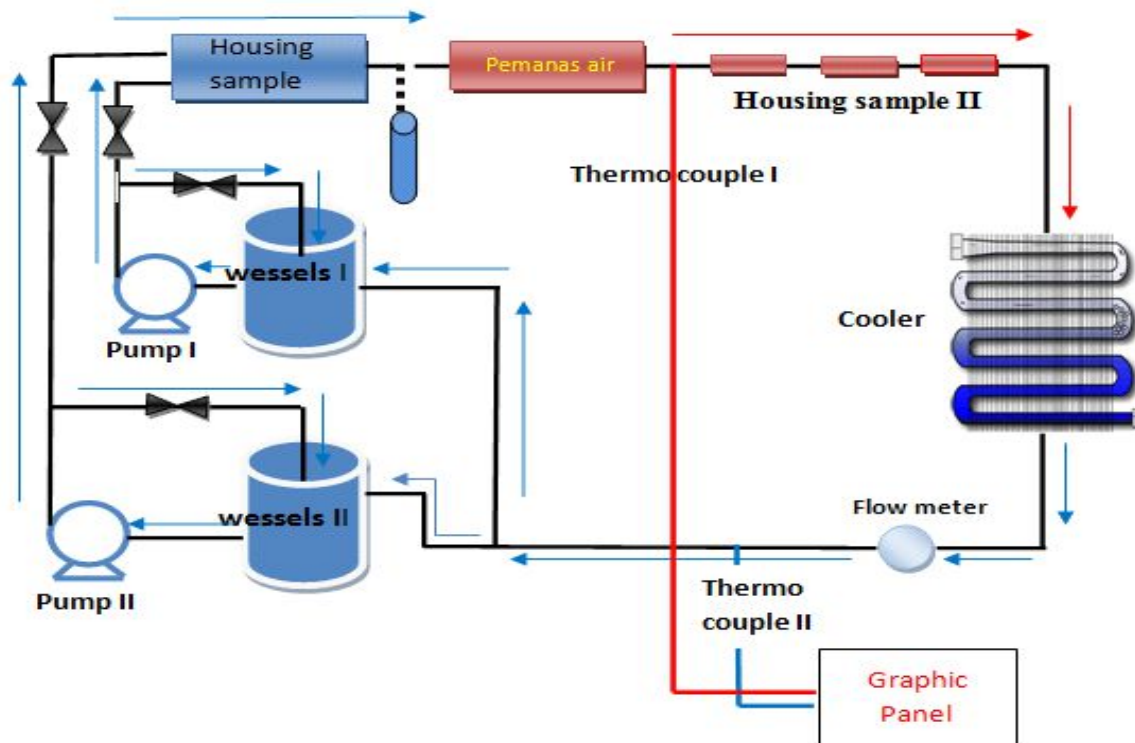 Housing
sample
Pemanas air
Housing sample II
Thermo couple I
wessels I
Cooler
Pump I
wessels II
Flow meter
Pump II
Thermo
couple II
Graphic
Panel